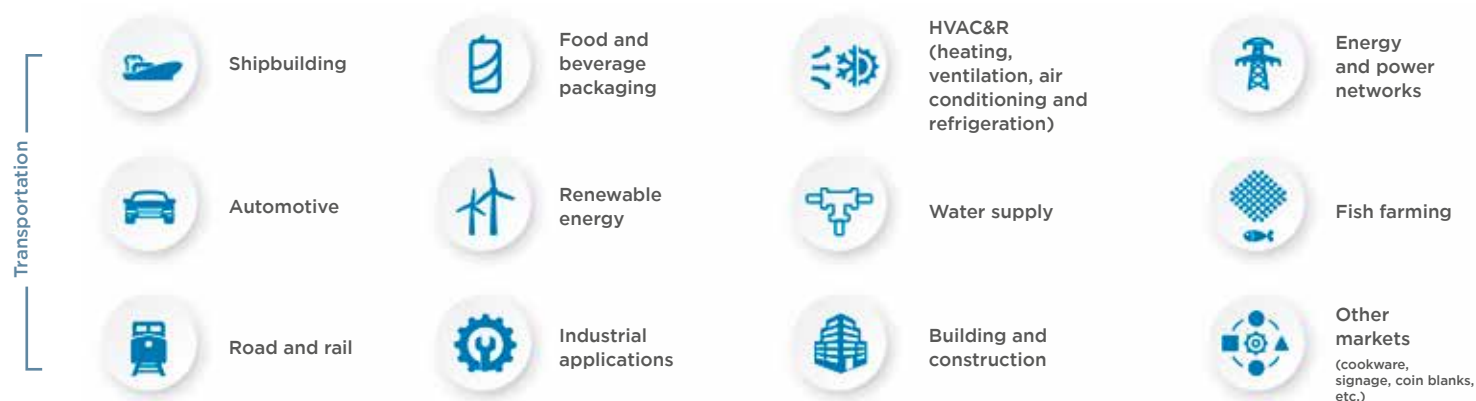 Transportation
Shipbuilding
Automotive
Road and rail
Food and
beverage
packaging
Renewable
energy
Industrial
applications
HVAC&R
(heating,
ventilation, air
conditioning and
refrigeration)
Water supply
Building and
construction
Energy
and power
networks
Fish farming
Other
markets
(cookware,
signage, coin blanks,
etc.)